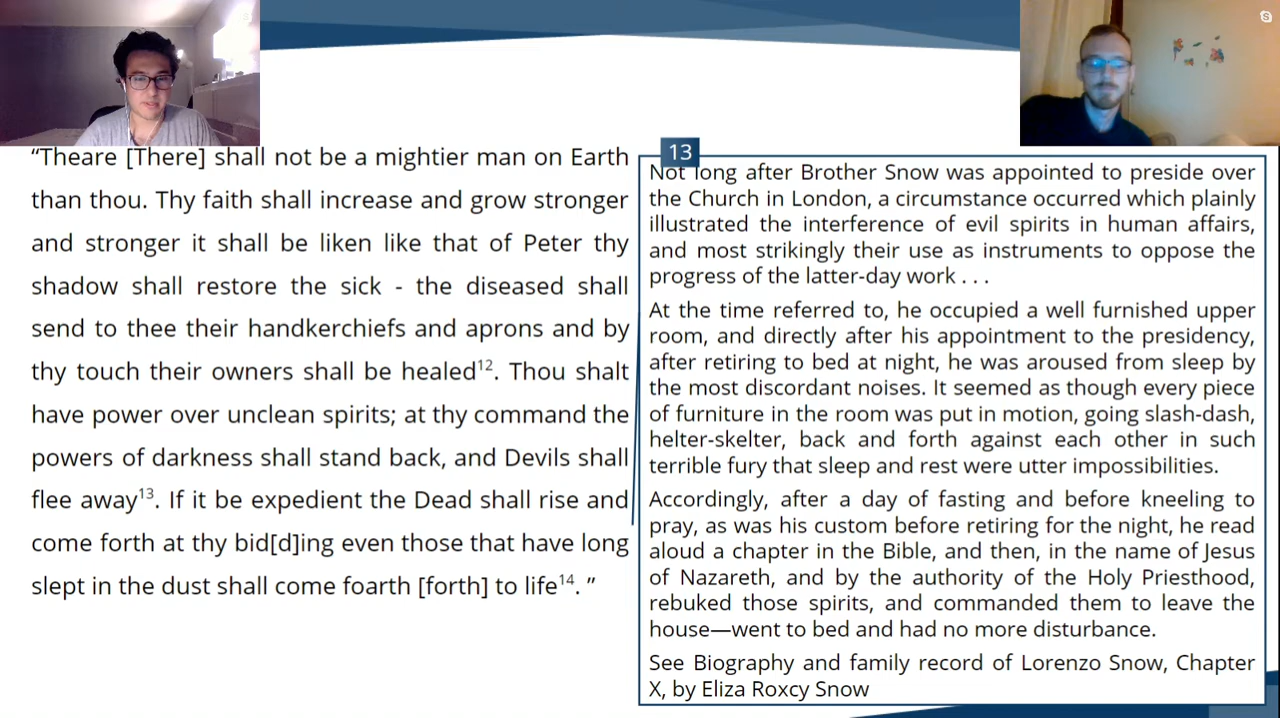 “Theare [There] shall not be a mightier man on Earth
than thou. Thy faith shall increase and grow stronger
and stronger it shall be liken like that of Peter thy
shadow shall restore the sick - the diseased shall
send to thee their handkerchiefs and aprons and by
thy touch their owners shall be healed12. Thou shalt
have power over unclean spirits; at thy command the
powers of darkness shall stand back, and Devils shall
flee away13. If it be expedient the Dead shall rise and
come forth at thy bid[d]ing even those that have long
slept in the dust shall come foarth [forth] to life14. ”
13
Not long after Brother Snow was appointed to preside over
the Church in London, a circumstance occurred which plainly
illustrated the interference of evil spirits in human affairs,
and most strikingly their use as instruments to oppose the
progress of the latter-day work . . .
At the time referred to, he occupied a well furnished upper
room, and directly after his appointment to the presidency,
after retiring to bed at night, he was aroused from sleep by
the most discordant noises. It seemed as though every piece
of furniture in the room was put in motion, going slash-dash,
helter-skelter, back and forth against each other in such
terrible fury that sleep and rest were utter impossibilities.
Accordingly, after a day of fasting and before kneeling to
pray, as was his custom before retiring for the night, he read
aloud a chapter in the Bible, and then, in the name of Jesus
of Nazareth, and by the authority of the Holy Priesthood,
rebuked those spirits, and commanded them to leave the
house—went to bed and had no more disturbance.
See Biography and family record of Lorenzo Snow, Chapter
X, by Eliza Roxcy Snow